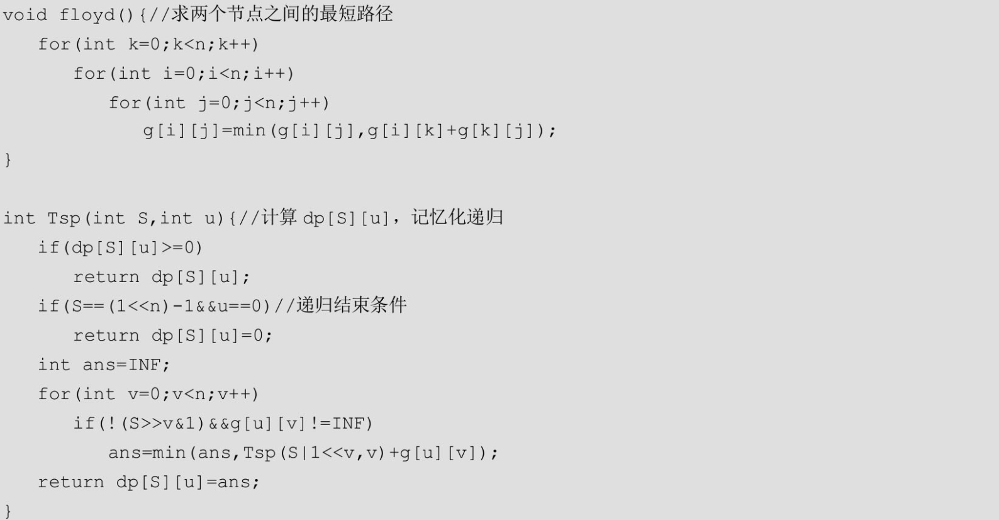 void floyd(){//求两个节点之间的最短路径
for(int k=0;k<n;k++)
for(int i=0;i<n;i++)
for(int j=0;j<n;j++)
g[i][j]=min(g[i][j],g[i][k]+g[k][j]);
}
int Tsp(int S,int u){//计算 dp[S][u]，记忆化递归
if(dp[S][u]>=0)
return dp[S][u];
if(S==(1<<n)-1&&u==0)//递归结束条件
return dp[S][u]=0;
int ans=INF;
for(int v=0;v<n;v++)
if(!(S>>v&1)&&g[u][v]!=INF)
ans=min(ans,Tsp(S|1<<v,v)+g[u][v]);
return dp[S][u]=ans;
}